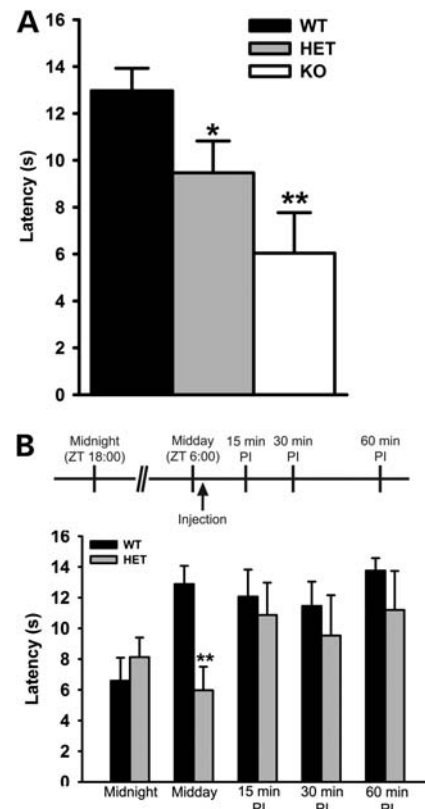 A
WT
HET
KO
16
14
12
10
8
6
4
2
0
Latency (s)
*
**
B
Midnight
(ZT 18:00)
Midday
(ZT 6:00)
15 min
PI
30 min
PI
60 min
PI
Injection
WT
HET
16
14
12
10
8
6
4
2
0
Latency (s)
**
Midnight Midday 15 min 30 min 60 min
PI PI PI